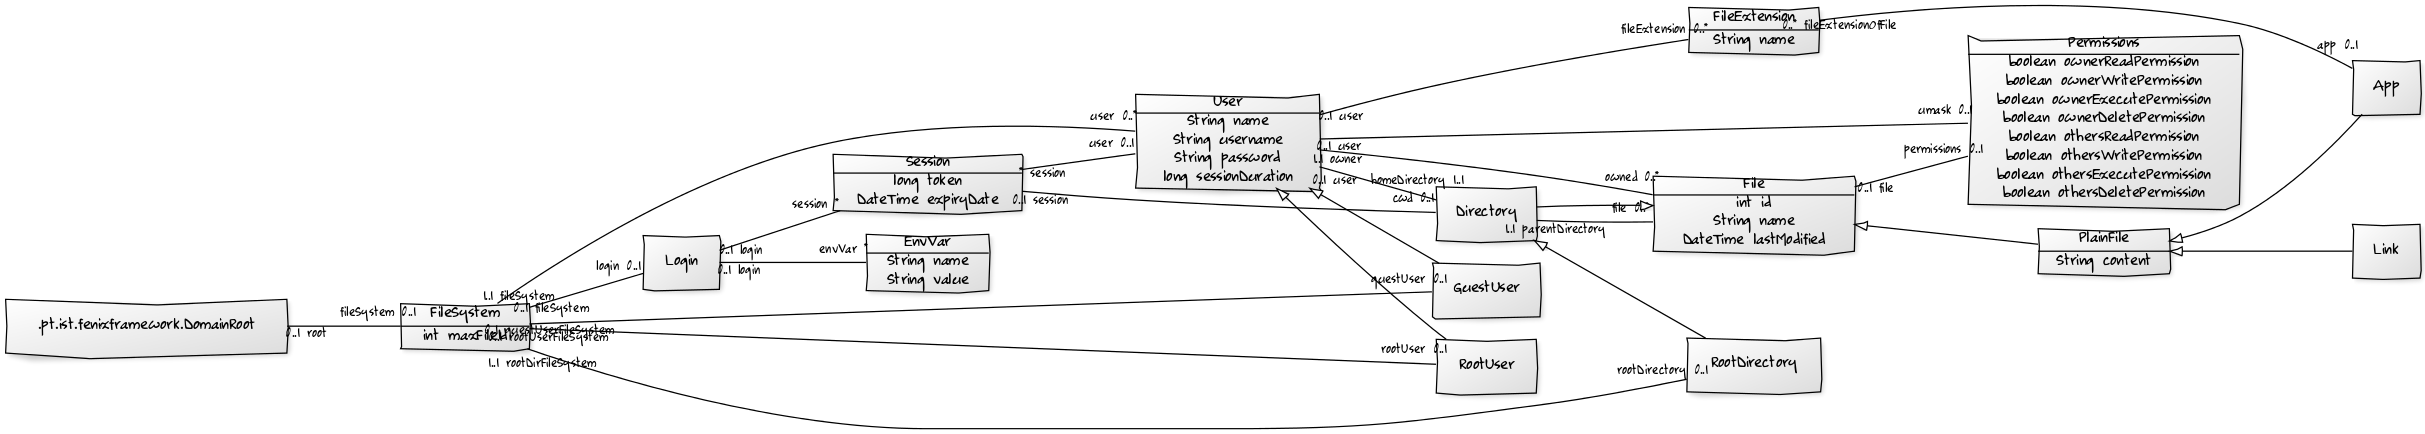 FileExtension
String name
fileExtension 0..*
0..* fileExtensionOfFile
app 0..1
App
Permissions
boolean ownerReadPermission
boolean ownerWritePermission
boolean ownerExecutePermission
boolean ownerDeletePermission
boolean othersReadPermission
boolean othersWritePermission
boolean othersExecutePermission
boolean othersDeletePermission
User
String name
String username
String password
long sessionDuration
user 0..*
user 0..1
0..1 user
umask 0..1
0..1 user
1..1 owner
0..1 user
homeDirectory 1..1
permissions 0..1
Session
long token
DateTime expiryDate
session
0..1 session
cwd 0..1
owned 0..*
File
int id
String name
DateTime lastModified
0..1 file
Directory
file 0..*
1..1 parentDirectory
session *
Login
0..1 login
0..1 login
login 0..1
envVar *
EnvVar
String name
String value
PlainFile
String content
Link
.pt.ist.fenixframework.DomainRoot
0..1 root
fileSystem 0..1
FileSystem
int maxFileId
1..1 fileSystem
0..1 fileSystem
0..1 guestUserFileSystem
0..1 rootUserFileSystem
1..1 rootDirFileSystem
guestUser 0..1
GuestUser
rootUser 0..1
RootUser
rootDirectory 0..1
RootDirectory